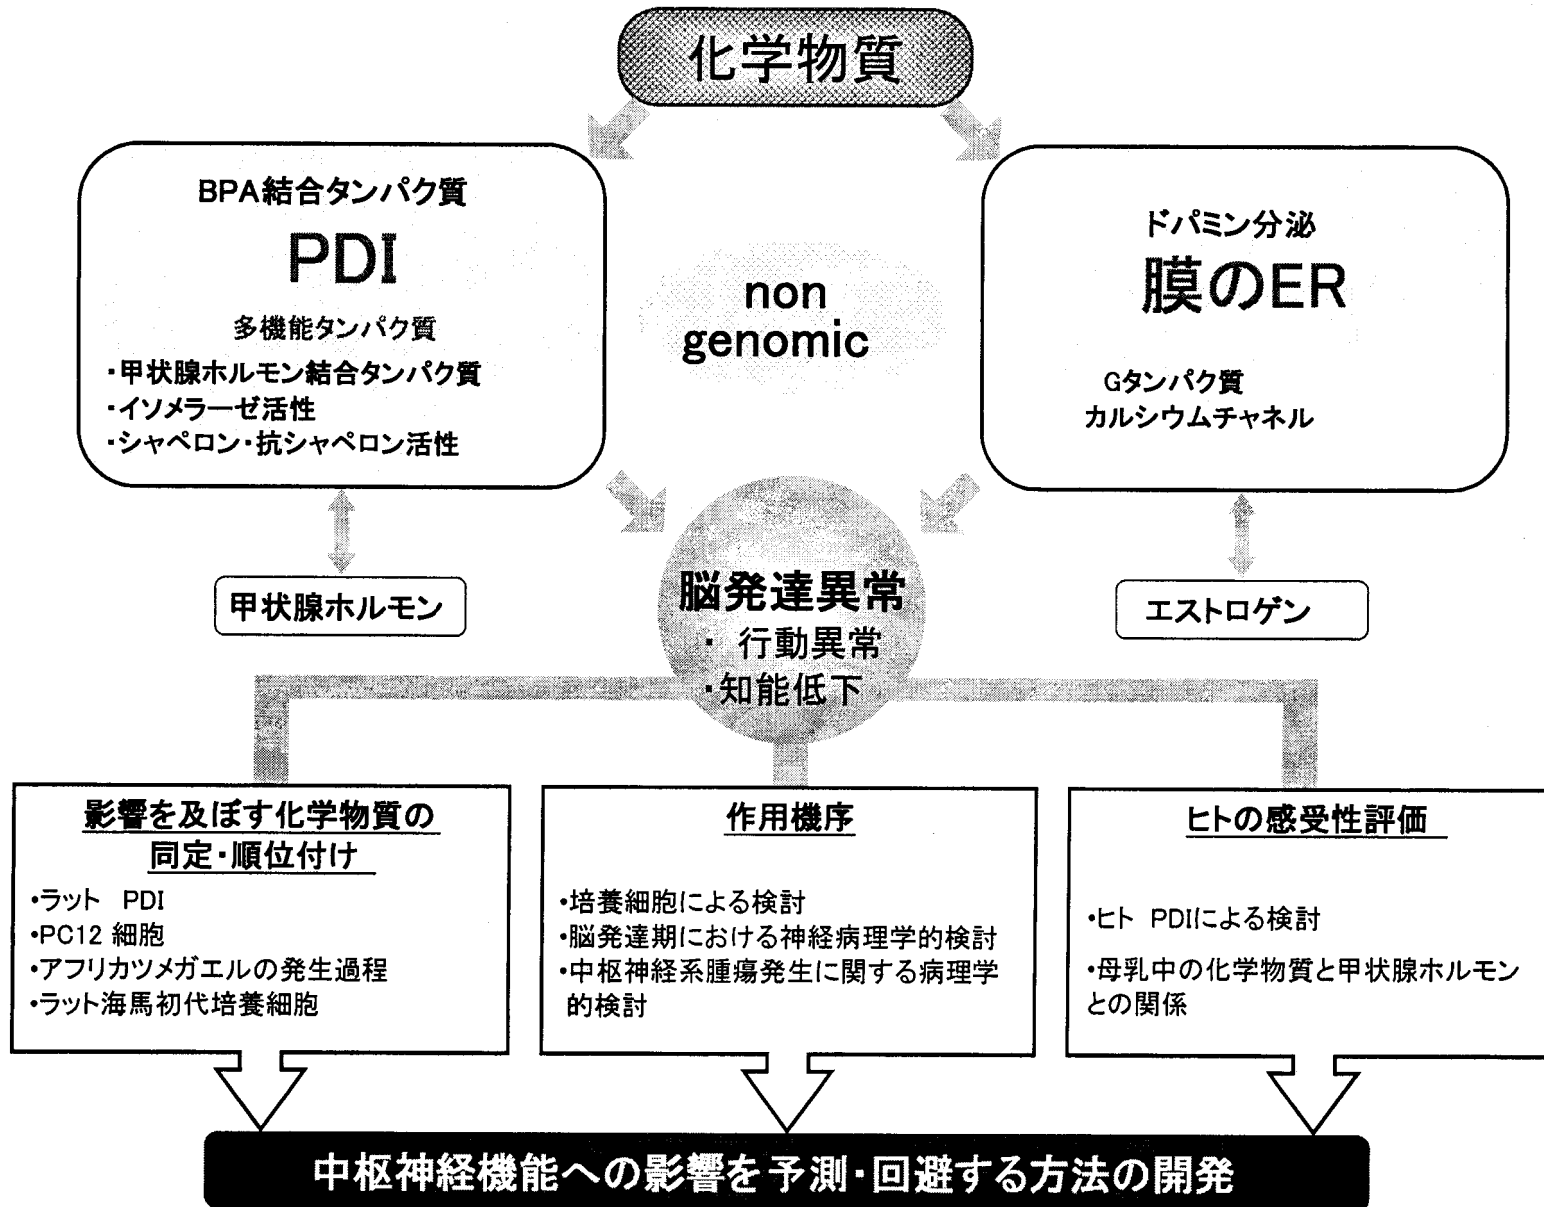 化学物質
BPA結合タンパク質
PDI
多機能タンパク質
・甲状腺ホルモン結合タンパク質
・イソメラーゼ活性
・シャペロン・抗シャペロン活性
non
genomic
ドパミン分泌
膜のER
Gタンパク質
カルシウムチャネル
甲状腺ホルモン
脳発達異常
・ 行動異常
・知能低下
エストロゲン
影響を及ぼす化学物質の
同定・順位付け
・ラット PDI
・PC12 細胞
・アフリカツメガエルの発生過程
・ラット海馬初代培養細胞
作用機序
・培養細胞による検討
・脳発達期における神経病理学的検討
・中枢神経系腫瘍発生に関する病理学
的検討
ヒトの感受性評価
・ヒト PDIによる検討
・母乳中の化学物質と甲状腺ホルモン
との関係
中枢神経機能への影響を予測・回避する方法の開発